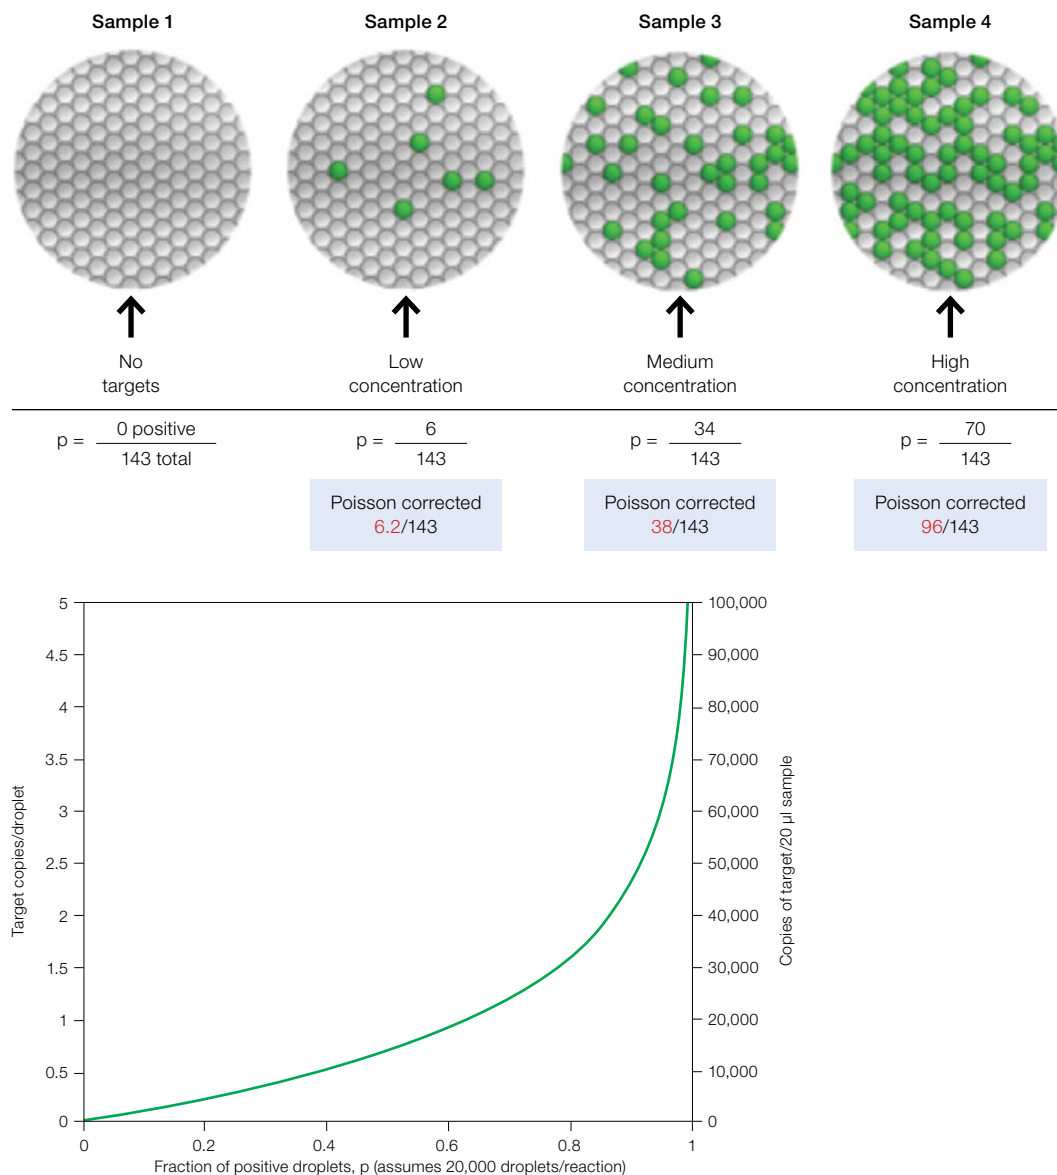 Sample 1
Sample 2
Sample 3
Sample 4
No
targets
Low
concentration
Medium
concentration
High
concentration
p = 0 positive
143 total
p = 6
143
p = 34
143
p = 70
143
Poisson corrected
6.2/143
Poisson corrected
38/143
Poisson corrected
96/143
Target copies/droplet
5
4.5
4
3.5
3
2.5
2
1.5
1
0.5
0
100,000
90,000
80,000
70,000
60,000
50,000
40,000
30,000
20,000
10,000
0
Copies of target/20 µl sample
0
0.2
0.4
0.6
0.8
1
Fraction of positive droplets, p (assumes 20,000 droplets/reaction)